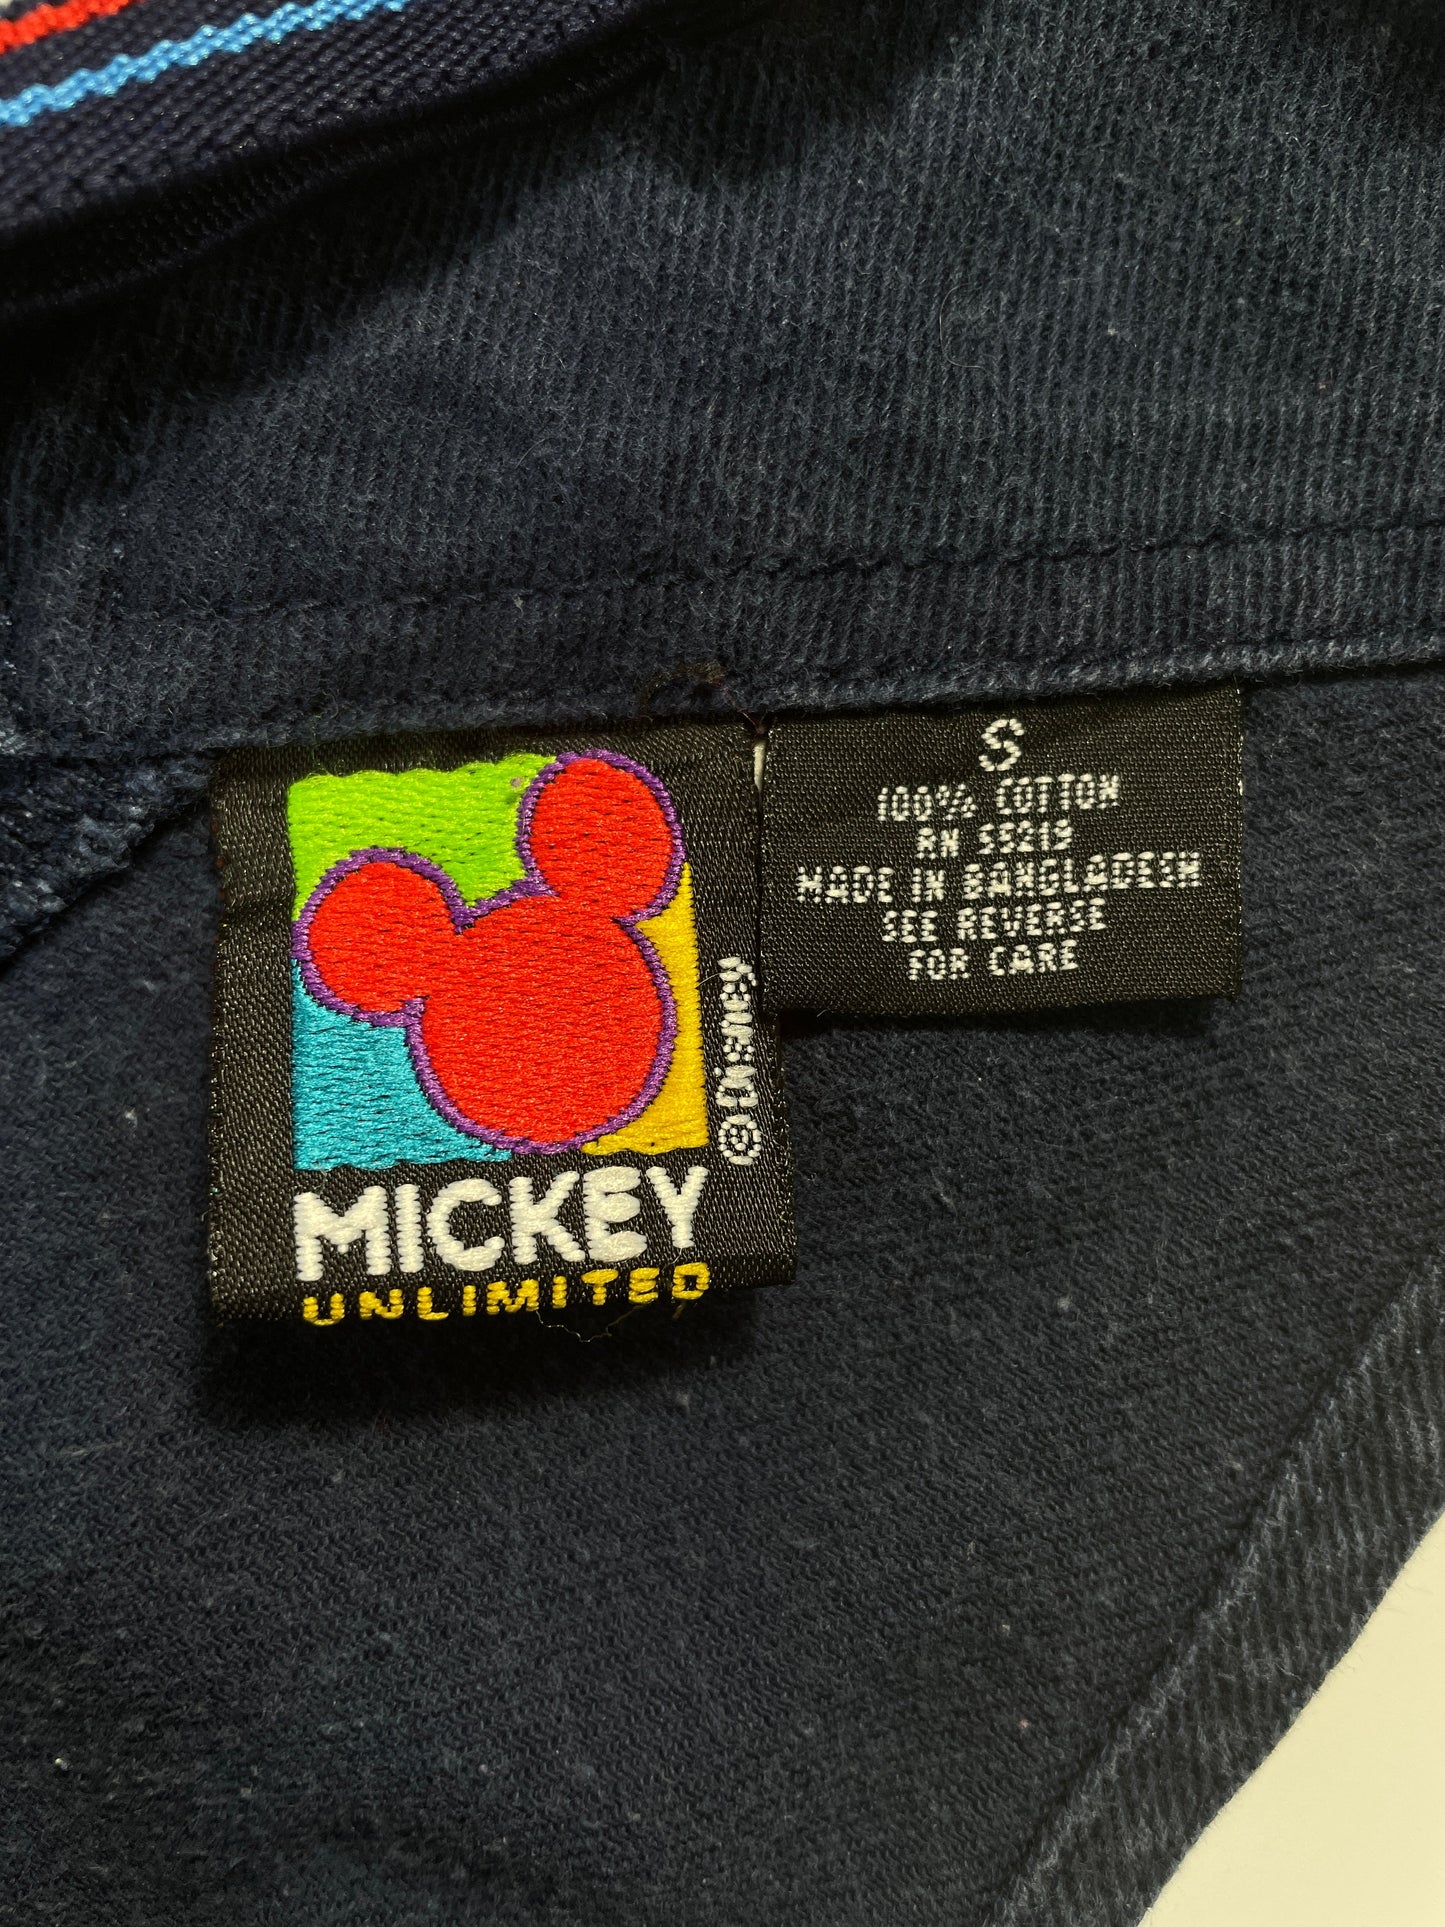 MICKEY
UNLIMITED
© Disney
S
100% COTTON
RN 55219
MADE IN BANGLADESH
SEE REVERSE
FOR CARE